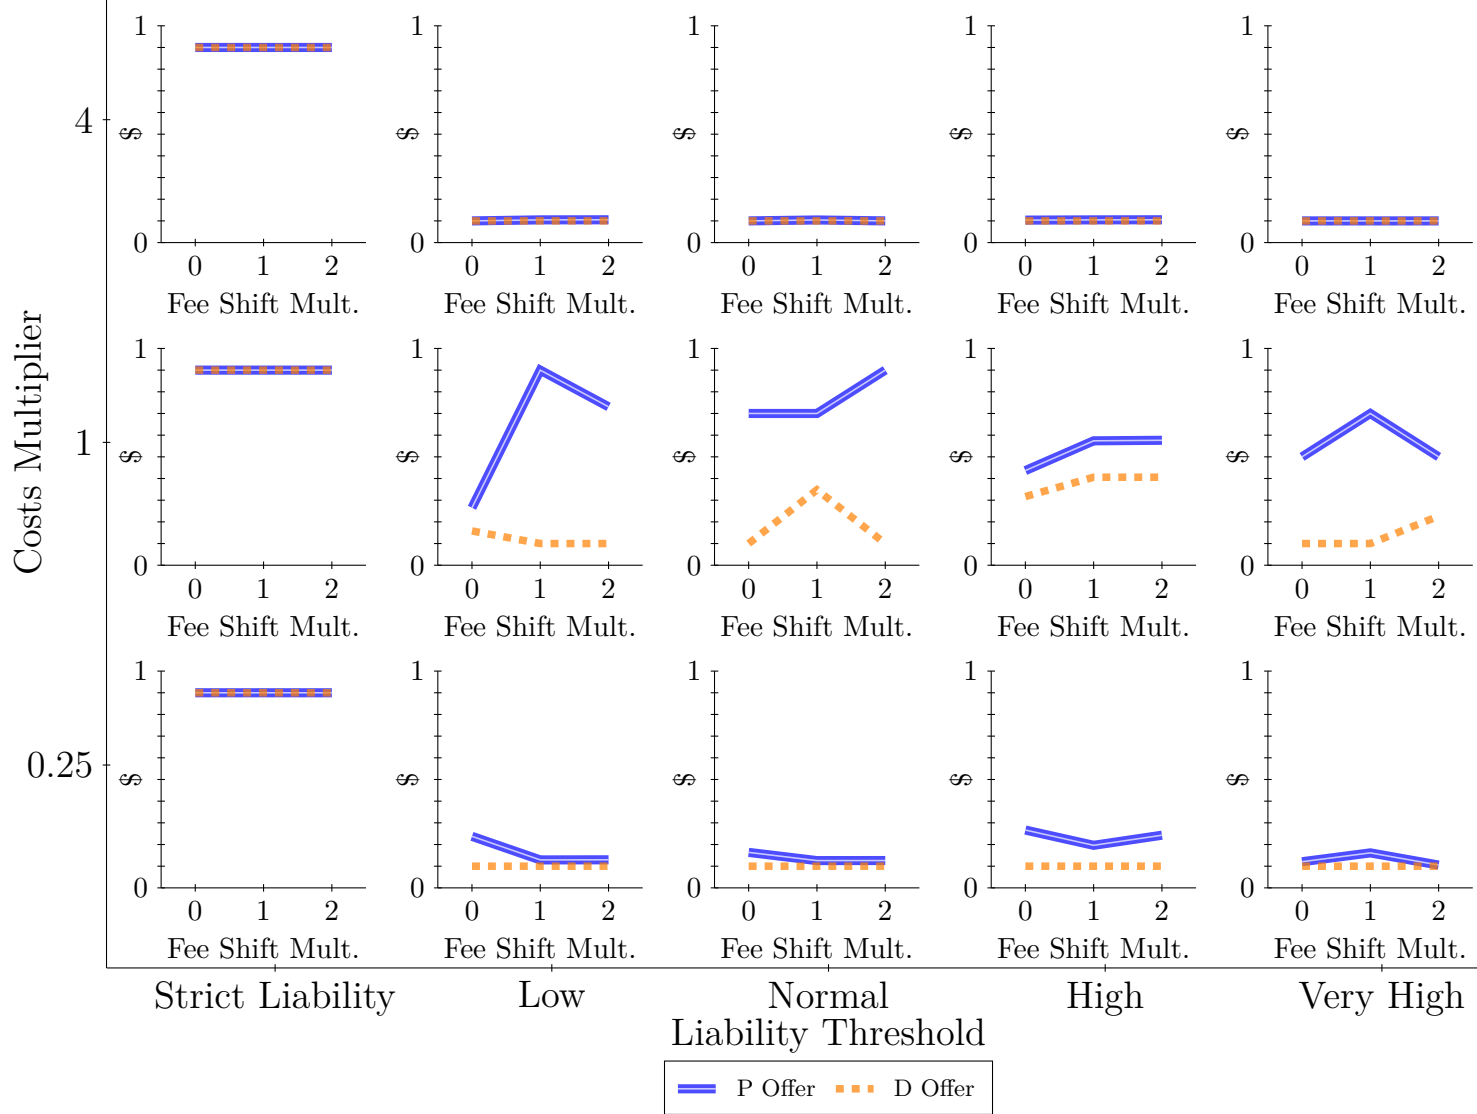 1 1 1 1 1
4
$ $ $ $ $
0 0 0 0 0
0 1 2 0 1 2 0 1 2 0 1 2 0 1 2
Fee Shift Mult. Fee Shift Mult. Fee Shift Mult. Fee Shift Mult. Fee Shift Mult.
Costs Multiplier
1 1 1 1 1
1
$ $ $ $ $
0 0 0 0 0
0 1 2 0 1 2 0 1 2 0 1 2 0 1 2
Fee Shift Mult. Fee Shift Mult. Fee Shift Mult. Fee Shift Mult. Fee Shift Mult.
1 1 1 1 1
0.25
$ $ $ $ $
0 0 0 0 0
0 1 2 0 1 2 0 1 2 0 1 2 0 1 2
Fee Shift Mult. Fee Shift Mult. Fee Shift Mult. Fee Shift Mult. Fee Shift Mult.
Strict Liability Low Normal High Very High
Liability Threshold
P Offer D Offer